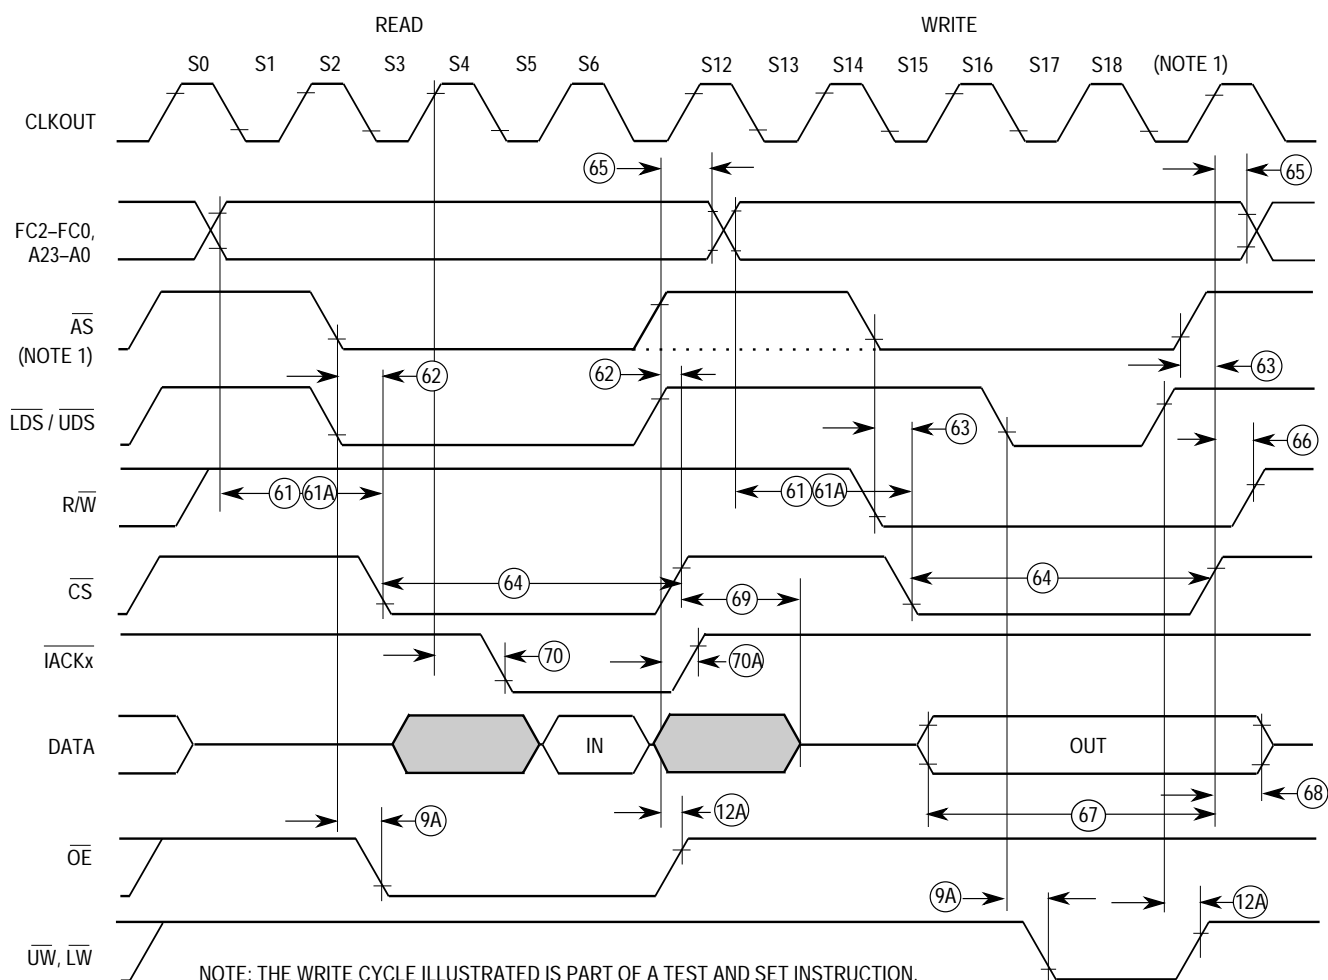 READ WRITE
S0 S1 S2 S3 S4 S5 S6 S12 S13 S14 S15 S16 S17 S18 (NOTE 1)
CLKOUT
65 65
FC2–FC0,
A23–A0
AS
(NOTE 1)
62 62 63
LDS / UDS
63 66
R/W
61 61A 61 61A
CS
64 64
69
IACKx
70 70A
DATA
IN OUT
9A 12A 67 68
OE
9A 12A
UW, LW
NOTE: THE WRITE CYCLE ILLUSTRATED IS PART OF A TEST AND SET INSTRUCTION.